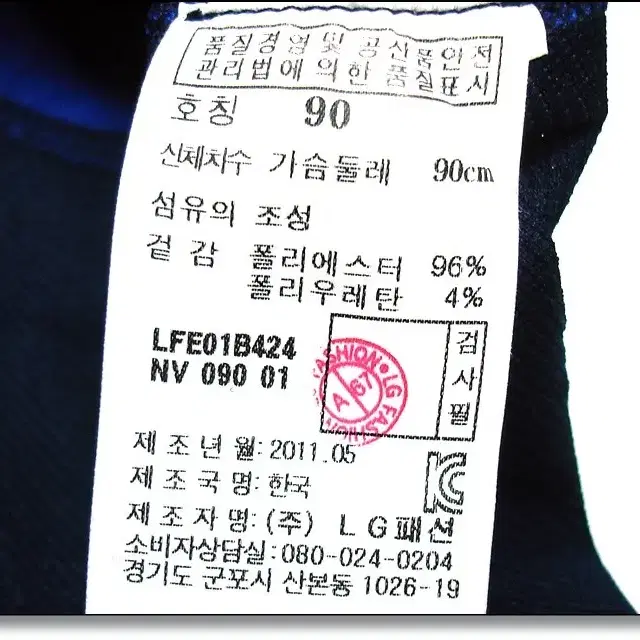 품질경영및공산품안전
관리법에의한품질표시
호칭 90
신체치수 가슴둘레 90cm
섬유의 조성
겉감 폴리에스터 96%
폴리우레탄 4%
LFE01B424
NV 090 01
검사필
FASHION • LG FASHION
A 67
제조년월: 2011.05
제조국명: 한국
제조자명: (주) LG패션
소비자상담실: 080-024-0204
경기도 군포시 산본동 1026-19